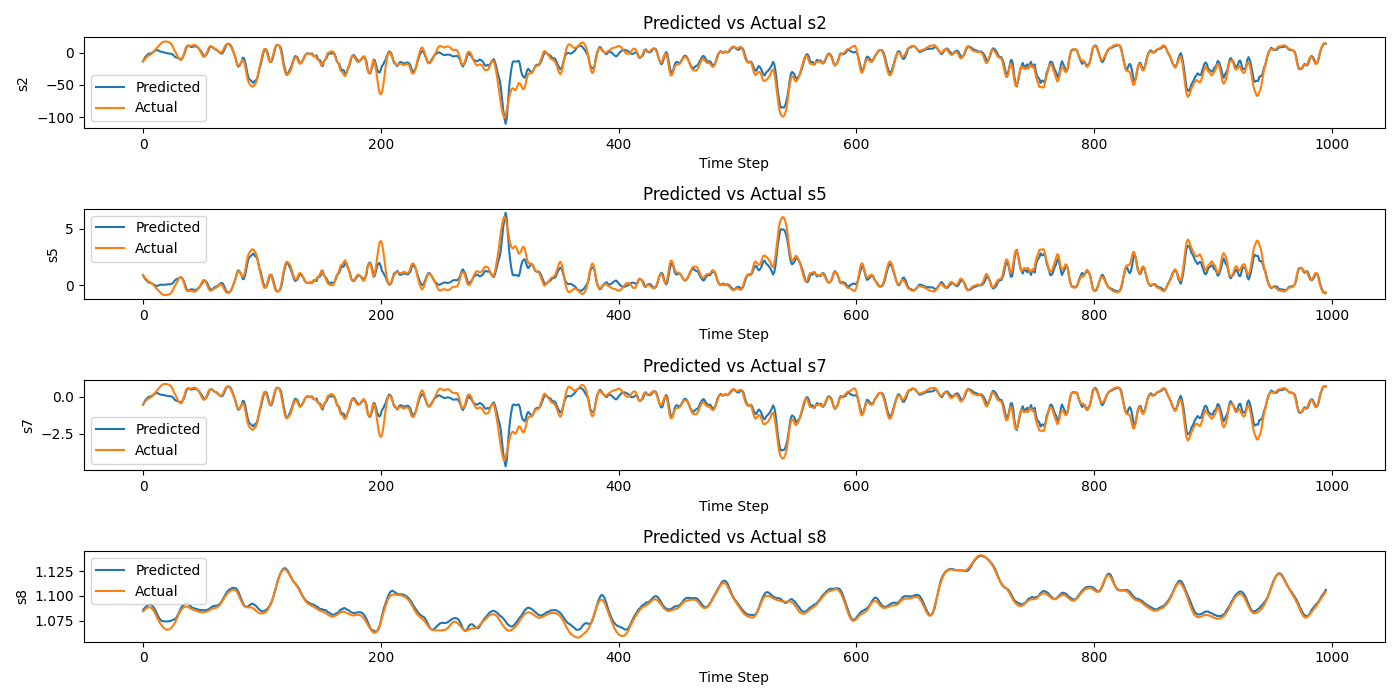 Predicted vs Actual s2
s2
0
−50
−100
Predicted
Actual
0 200 400 600 800 1000
Time Step
Predicted vs Actual s5
s5
5
0
Predicted
Actual
0 200 400 600 800 1000
Time Step
Predicted vs Actual s7
s7
0.0
−2.5
Predicted
Actual
0 200 400 600 800 1000
Time Step
Predicted vs Actual s8
s8
1.125
1.100
1.075
Predicted
Actual
0 200 400 600 800 1000
Time Step